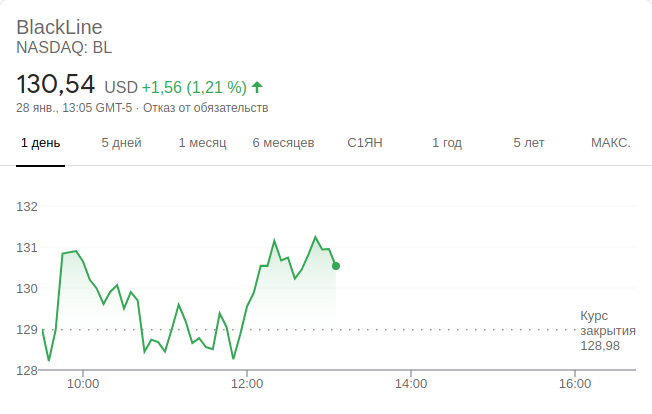 BlackLine
NASDAQ: BL
130,54 USD +1,56 (1,21 %)
28 янв., 13:05 GMT-5 · Отказ от обязательств
1 день 5 дней 1 месяц 6 месяцев С1ЯН 1 год 5 лет МАКС.
132
131
130
129
128
Курс
закрытия
128,98
10:00 12:00 14:00 16:00